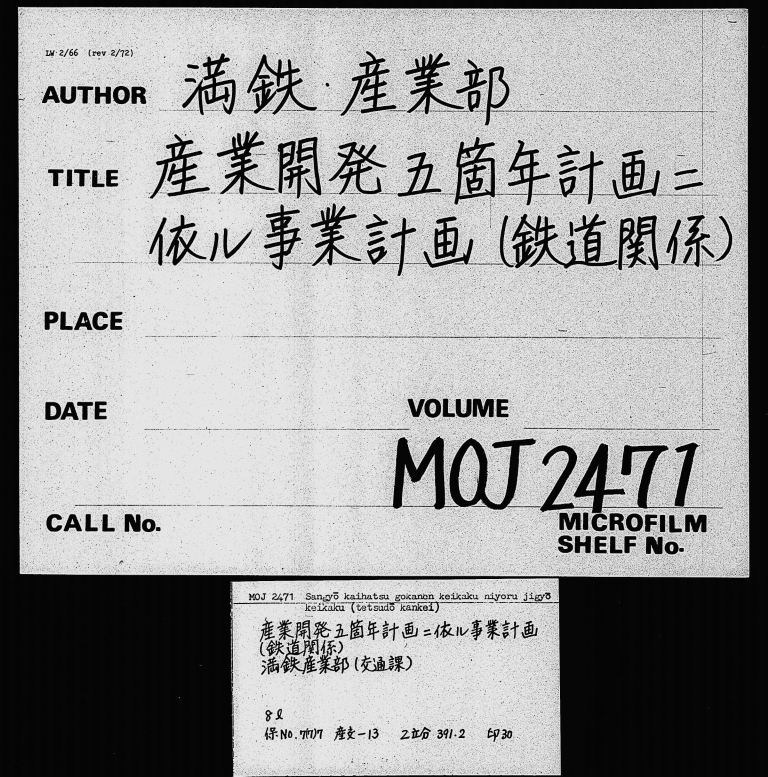 LW 2/66 (rev 2/72)
AUTHOR 満鉄・産業部
TITLE 産業開発五箇年計画ニ
依ル事業計画(鉄道関係)
PLACE
DATE VOLUME
MOJ 2471
CALL No. MICROFILM
SHELF No.
MOJ 2471 Sangyō kaihatsu gokanen keikaku niyoru jigyō
keikaku (tetsudō kankei)
産業開発五箇年計画ニ依ル事業計画
(鉄道関係)
満鉄産業部(交通課)
8l
保No. 産交-13 乙立分 391.2 印30